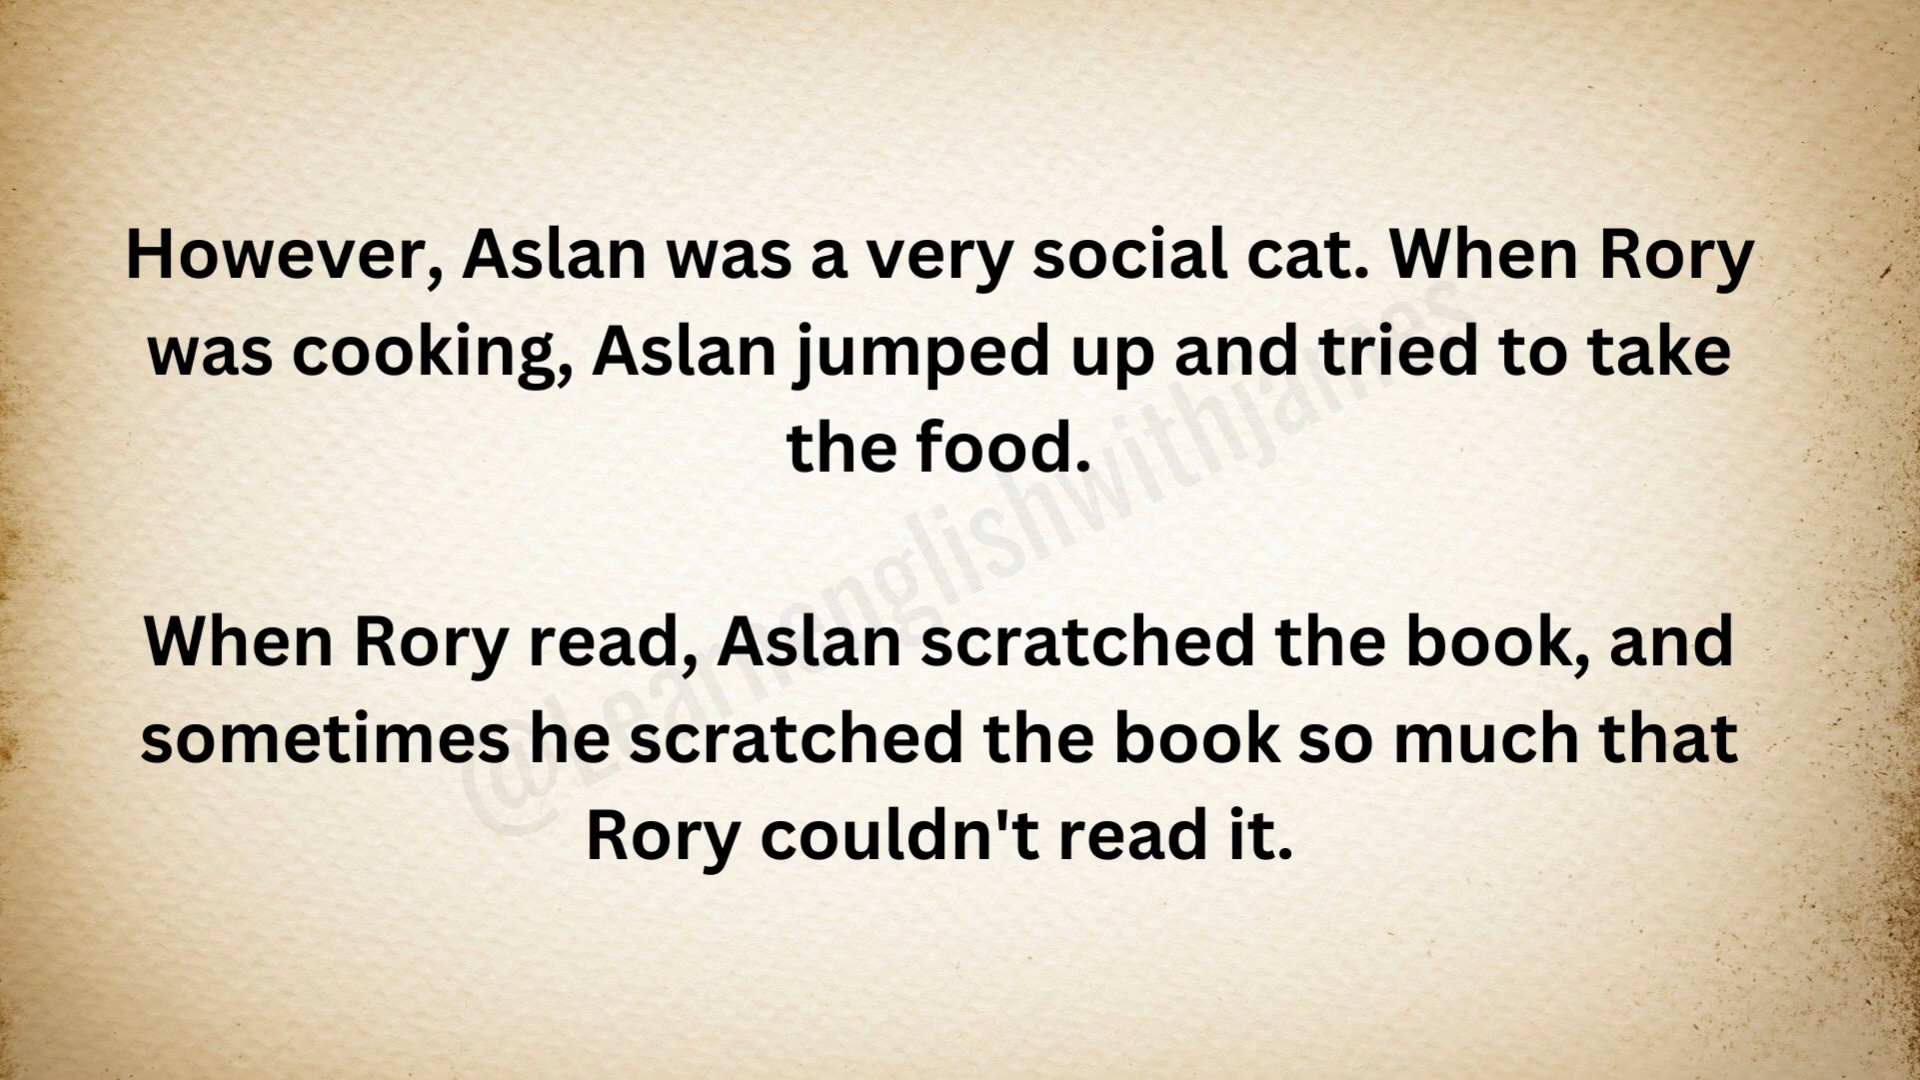 However, Aslan was a very social cat. When Rory
was cooking, Aslan jumped up and tried to take
the food.
When Rory read, Aslan scratched the book, and
sometimes he scratched the book so much that
Rory couldn't read it.
@Learnenglishwithjames